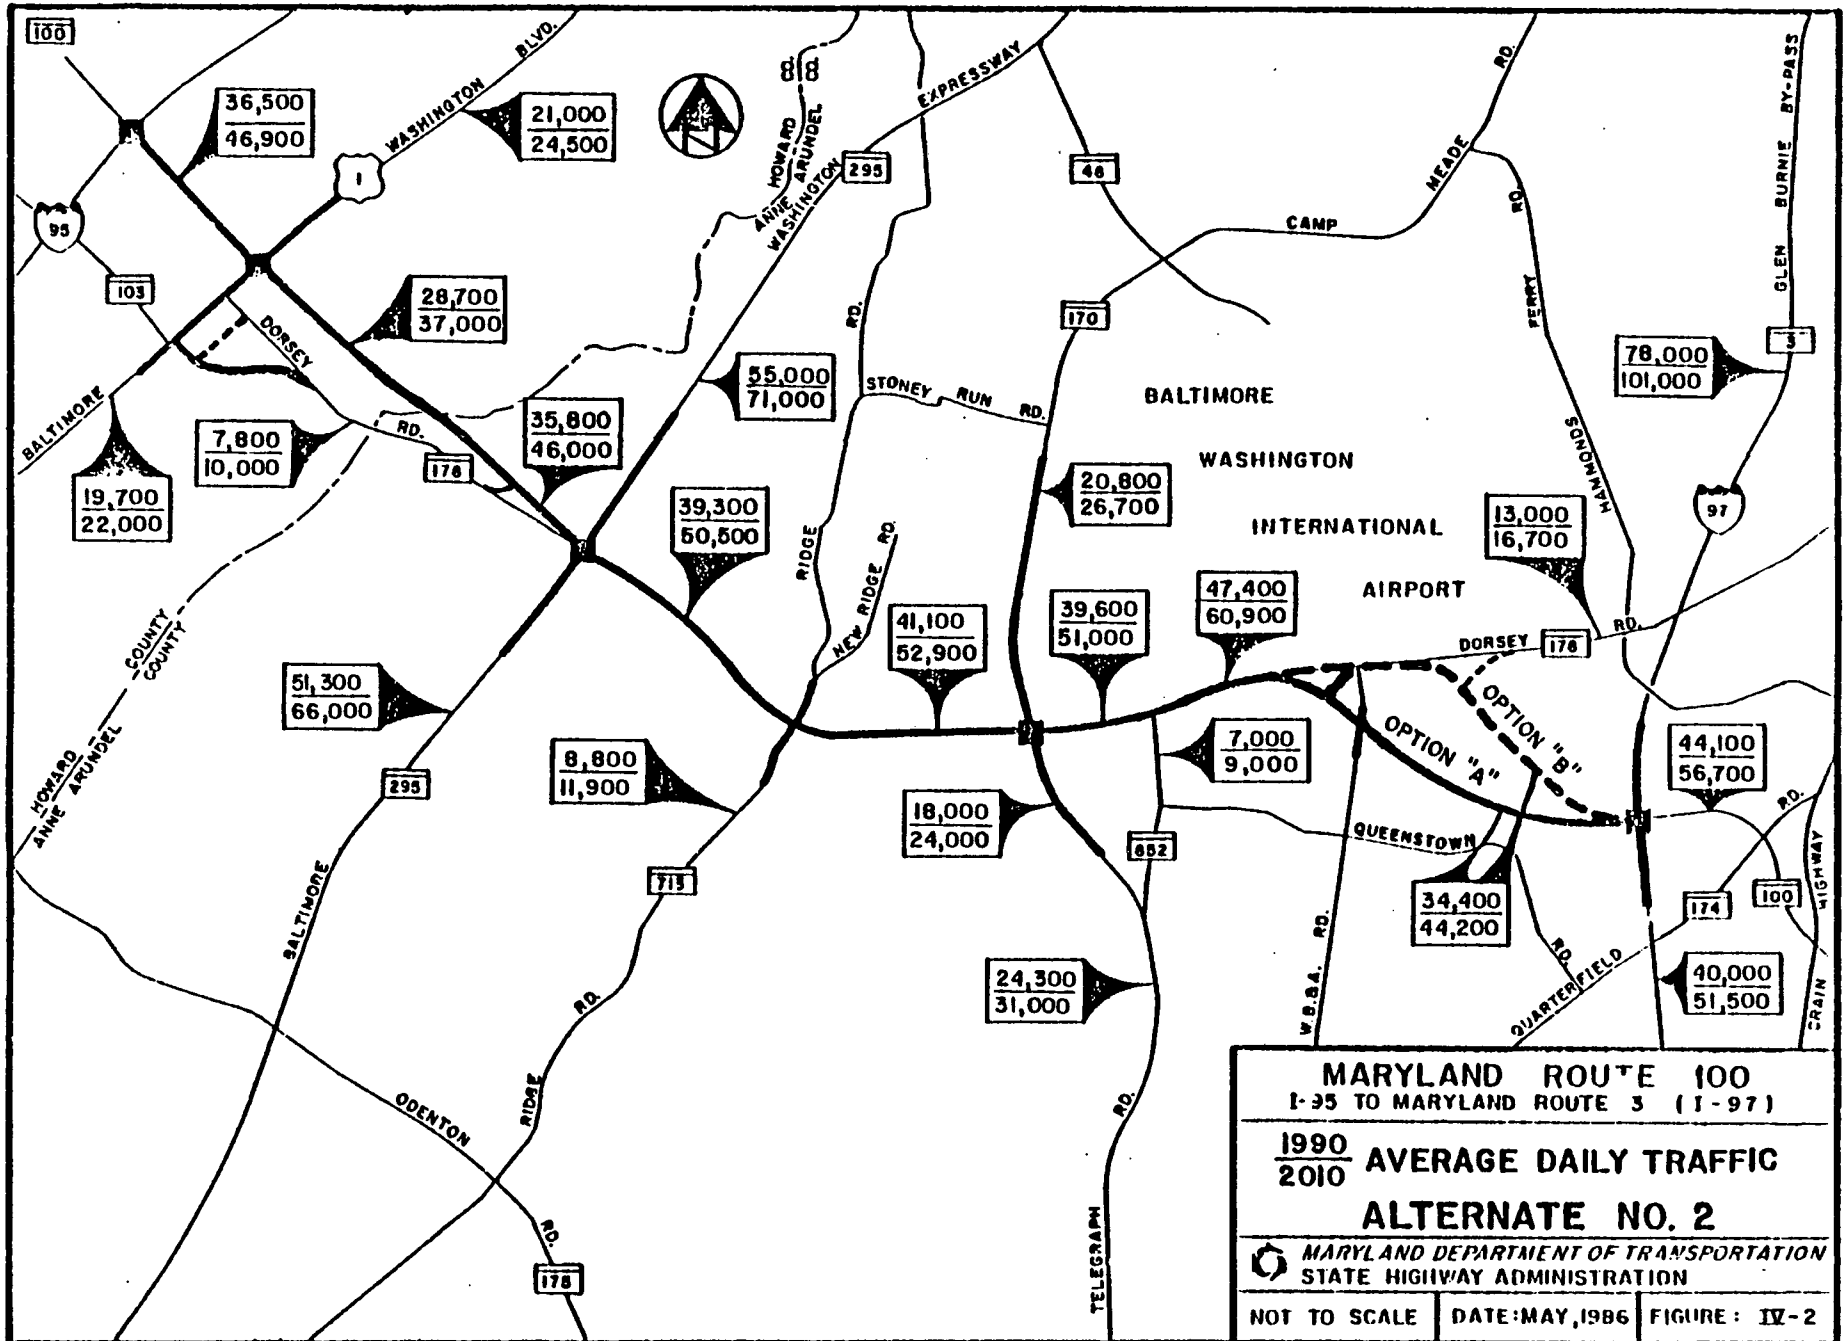 100
36,500
46,900
WASHINGTON BLVD.
21,000
24,500
1
N
HOWARD CO.
ANNE ARUNDEL CO.
BALTIMORE WASHINGTON EXPRESSWAY
295
46
CAMP MEADE RD.
HAMMONDS FERRY RD.
GLEN BURNIE BY-PASS
3
95
103
28,700
37,000
DORSEY RD.
176
170
78,000
101,000
55,000
71,000
STONEY RUN RD.
BALTIMORE
WASHINGTON
INTERNATIONAL
AIRPORT
BALTIMORE
7,800
10,000
35,800
46,000
19,700
22,000
39,300
50,500
20,800
26,700
13,000
16,700
97
RIDGE RD.
NEW RIDGE RD.
41,100
52,900
39,600
51,000
47,400
60,900
DORSEY RD.
176
COUNTY
COUNTY
HOWARD
ANNE ARUNDEL
51,300
66,000
295
8,800
11,900
7,000
9,000
OPTION "A"
OPTION "B"
44,100
56,700
18,000
24,000
652
QUEENSTOWN RD.
34,400
44,200
713
174
100
QUARTERFIELD RD.
CRAIN HIGHWAY
BALTIMORE
24,300
31,000
W.B.&A. RD.
40,000
51,500
RIDGE RD.
ODENTON RD.
175
TELEGRAPH RD.
MARYLAND ROUTE 100
I-95 TO MARYLAND ROUTE 3 (I-97)
1990
2010 AVERAGE DAILY TRAFFIC
ALTERNATE NO. 2
MARYLAND DEPARTMENT OF TRANSPORTATION
STATE HIGHWAY ADMINISTRATION
NOT TO SCALE
DATE: MAY, 1986
FIGURE: IV-2